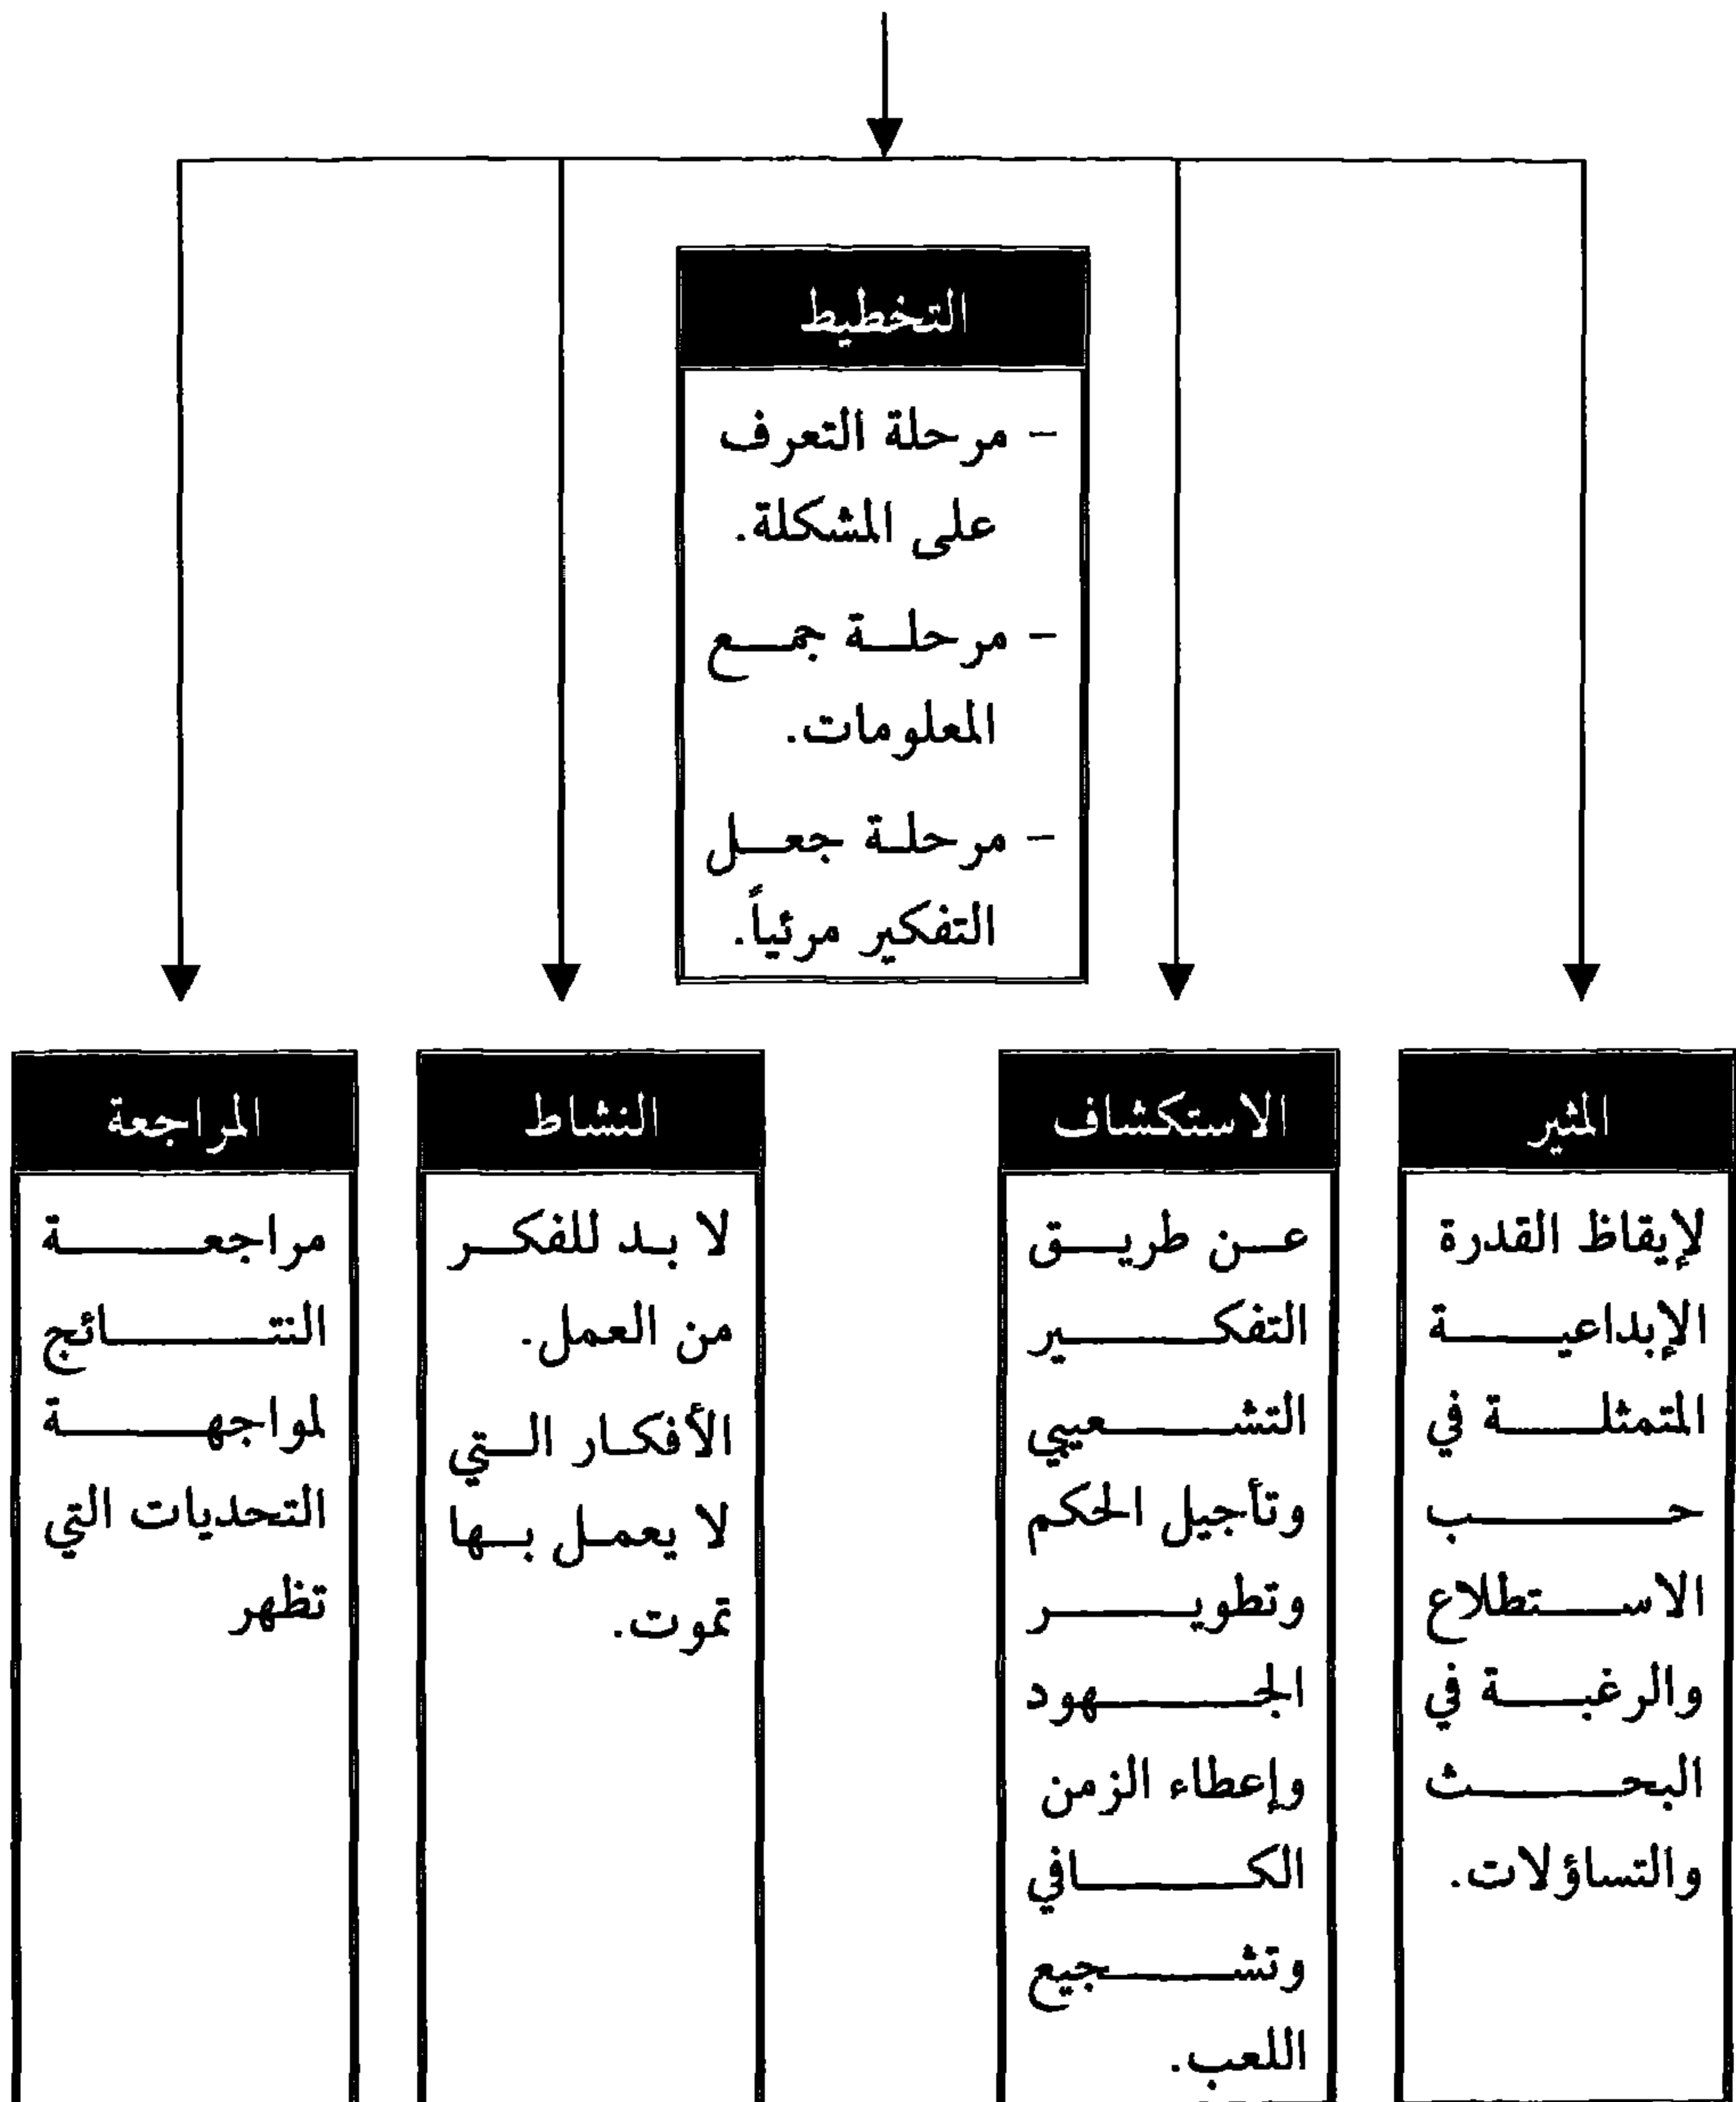 التخطيط
– مرحلة التعرف
على المشكلة.
– مرحلة جمع
المعلومات.
– مرحلة جعل
التفكير مرئياً.
المثير
لإيقاظ القدرة
الإبداعية
المتمثلة في
حب
الاستطلاع
والرغبة في
البحث
والتساؤلات.
الاستكشاف
عن طريق
التفكير
التشعيبي
وتأجيل الحكم
وتطوير
الجهود
وإعطاء الزمن
الكافي
وتشجيع
اللعب.
النشاط
لا بد للفكر
من العمل.
الأفكار التي
لا يعمل بها
تموت.
المراجعة
مراجعة
النتائج
لمواجهة
التحديات التي
تظهر